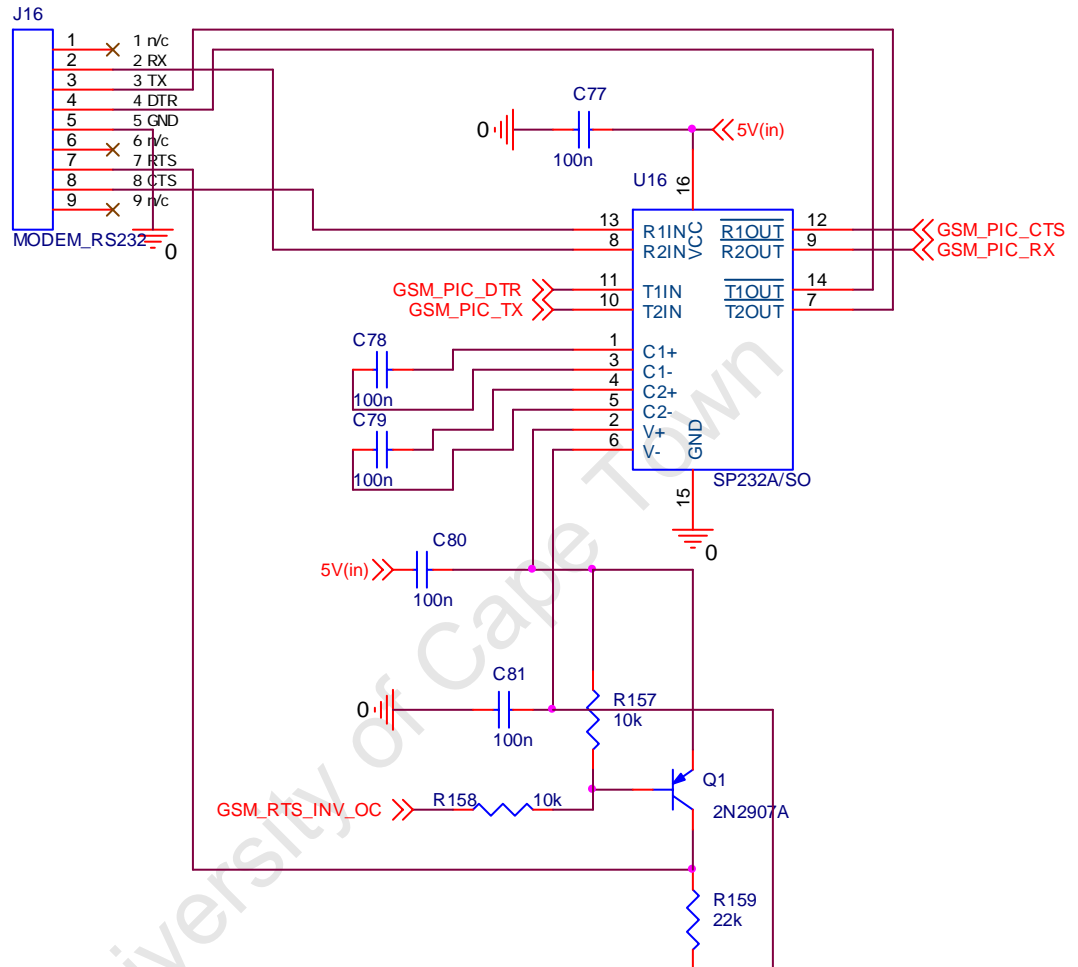 J16
1
1 n/c
2
2 RX
3
3 TX
4
4 DTR
5
5 GND
6
6 n/c
7
7 RTS
8
8 CTS
9
9 n/c
MODEM_RS232
0
C77
0
100n
5V(in)
U16
16
13
R1IN
VCC
R1OUT
12
GSM_PIC_CTS
8
R2IN
R2OUT
9
GSM_PIC_RX
GSM_PIC_DTR
11
T1IN
T1OUT
14
GSM_PIC_TX
10
T2IN
T2OUT
7
C78
100n
1
C1+
3
C1-
4
C2+
5
C2-
2
V+
6
V-
GND
C79
100n
15
SP232A/SO
0
C80
5V(in)
100n
C81
0
100n
R157
10k
GSM_RTS_INV_OC
R158
10k
Q1
2N2907A
R159
22k
iversity of Cape Town